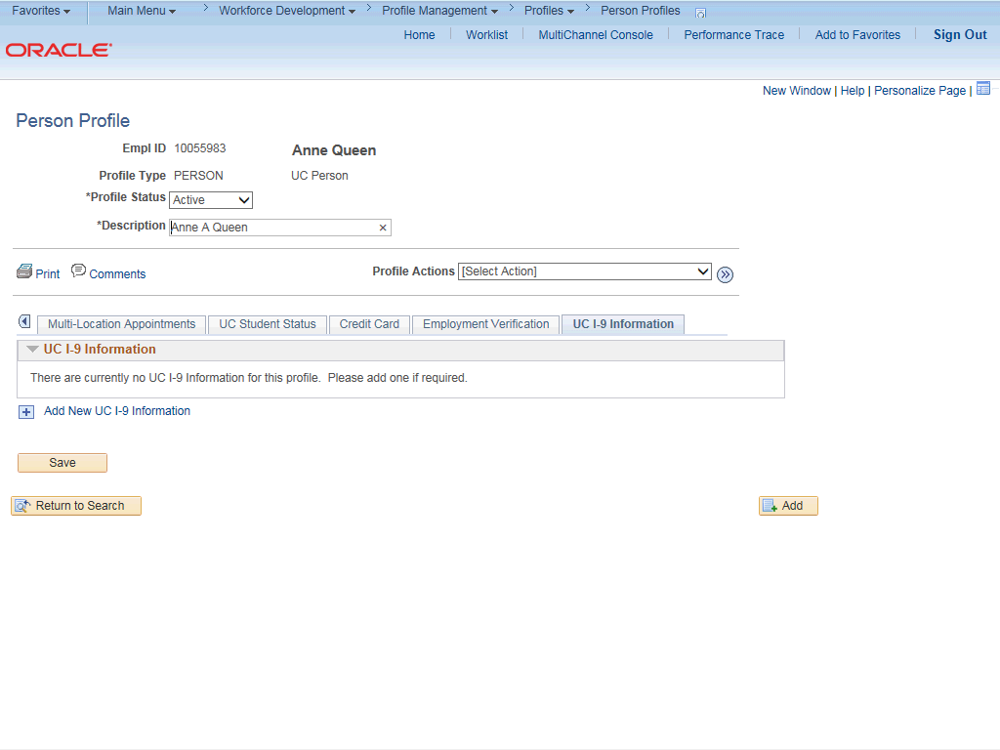 Favorites Main Menu Workforce Development Profile Management Profiles Person Profiles
Home Worklist MultiChannel Console Performance Trace Add to Favorites Sign Out
ORACLE
New Window | Help | Personalize Page |
Person Profile
Empl ID 10055983 Anne Queen
Profile Type PERSON UC Person
*Profile Status Active
*Description Anne A Queen ×
Print Comments Profile Actions [Select Action]
Multi-Location Appointments UC Student Status Credit Card Employment Verification UC I-9 Information
UC I-9 Information
There are currently no UC I-9 Information for this profile. Please add one if required.
Add New UC I-9 Information
Save
Return to Search Add